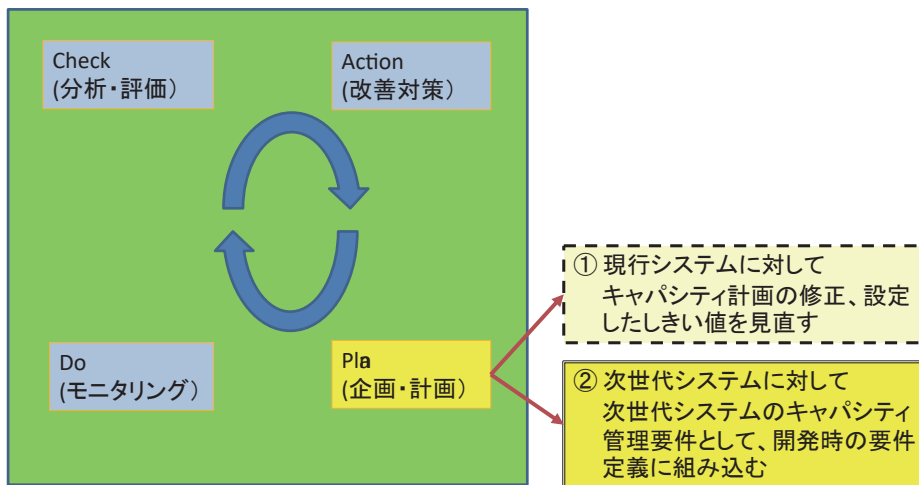 Check
(分析・評価)
Action
(改善対策)
Do
(モニタリング)
Pla
(企画・計画)
① 現行システムに対して
キャパシティ計画の修正、設定
したしきい値を見直す
② 次世代システムに対して
次世代システムのキャパシティ
管理要件として、開発時の要件
定義に組み込む